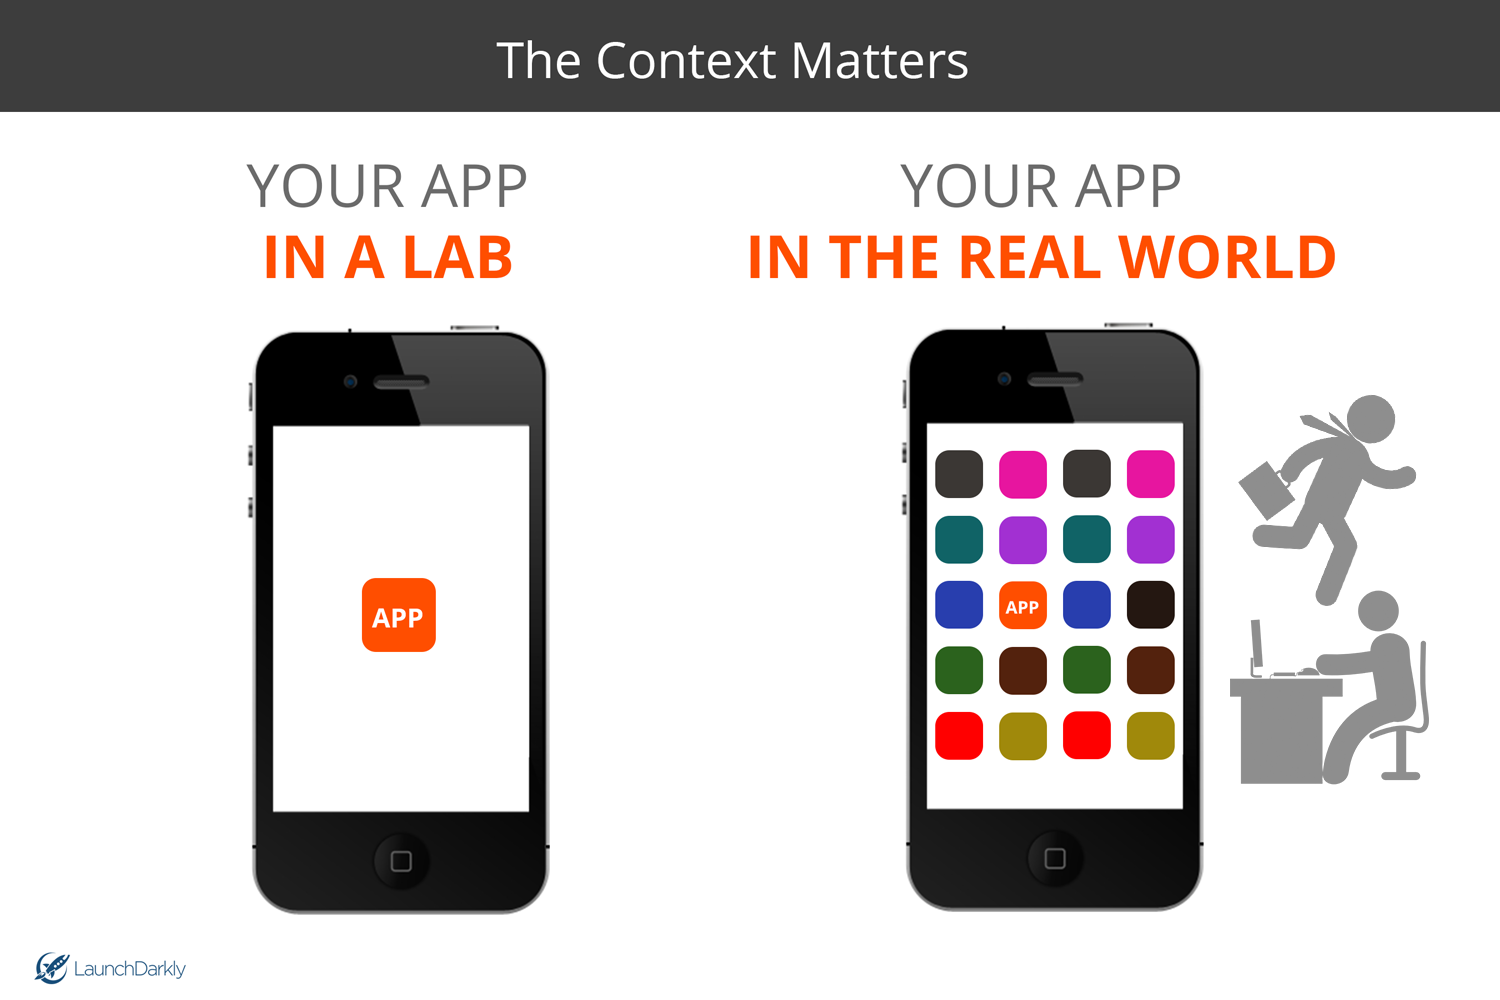 The Context Matters
YOUR APP
IN A LAB
YOUR APP
IN THE REAL WORLD
APP
APP
LaunchDarkly